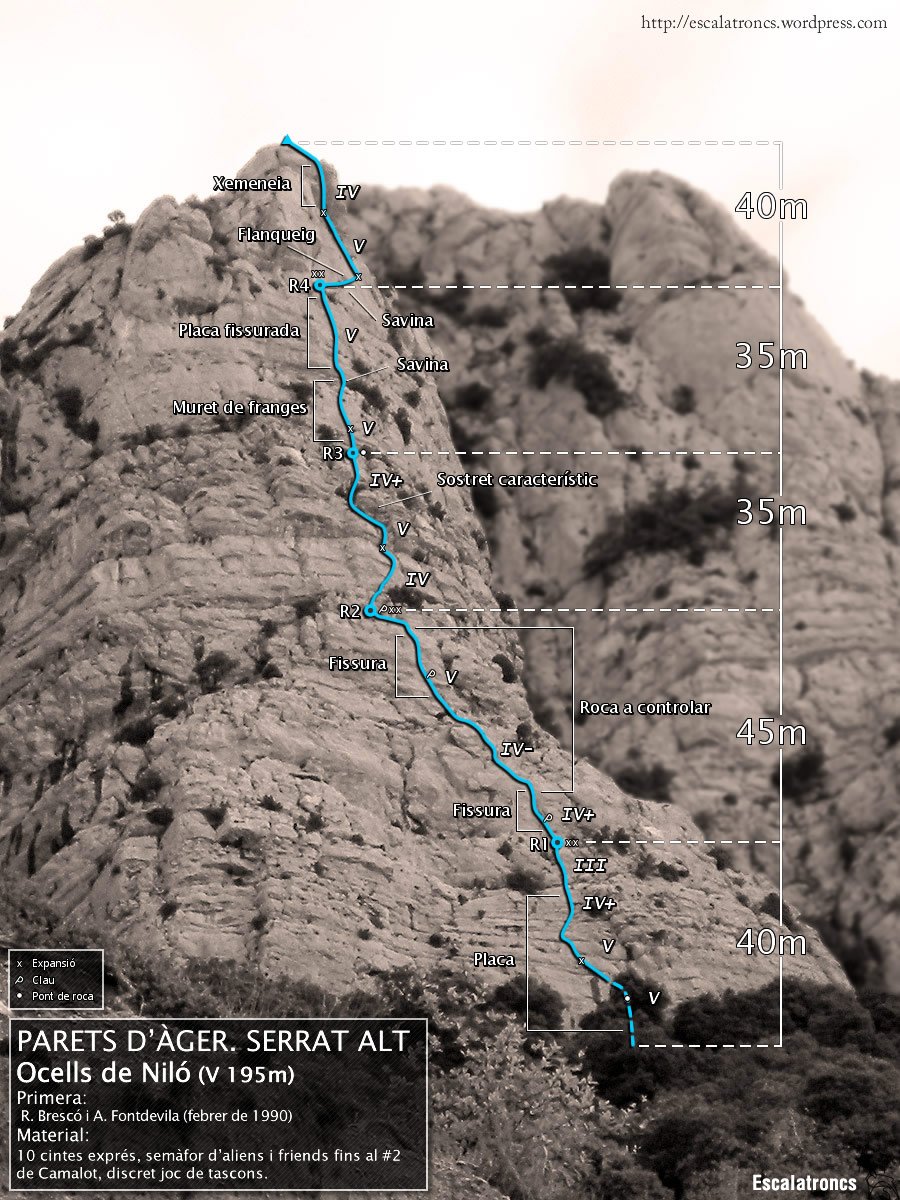 http://escalatroncs.wordpress.com
Xemeneia
IV
40m
Flanqueig
V
xx
R4
Savina
Placa fissurada
V
35m
Savina
Muret de franges
V
R3
IV+
Sostret característic
35m
V
IV
R2
xx
Fissura
V
Roca a controlar
45m
IV-
Fissura
IV+
R1
xx
III
IV+
40m
V
Placa
V
x Expansió
Clau
Pont de roca
PARETS D'ÀGER. SERRAT ALT
Ocells de Niló (V 195m)
Primera:
R. Brescó i A. Fontdevila (febrer de 1990)
Material:
10 cintes exprés, semàfor d'aliens i friends fins al #2
de Camalot, discret joc de tascons.
Escalatroncs